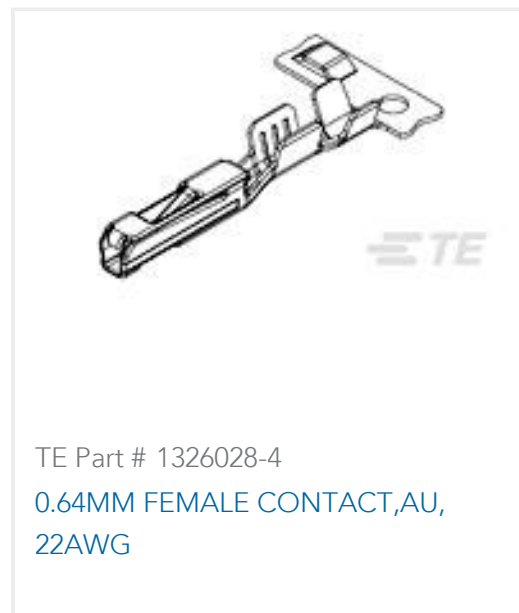 TE
TE Part # 1326028-4
0.64MM FEMALE CONTACT,AU,
22AWG